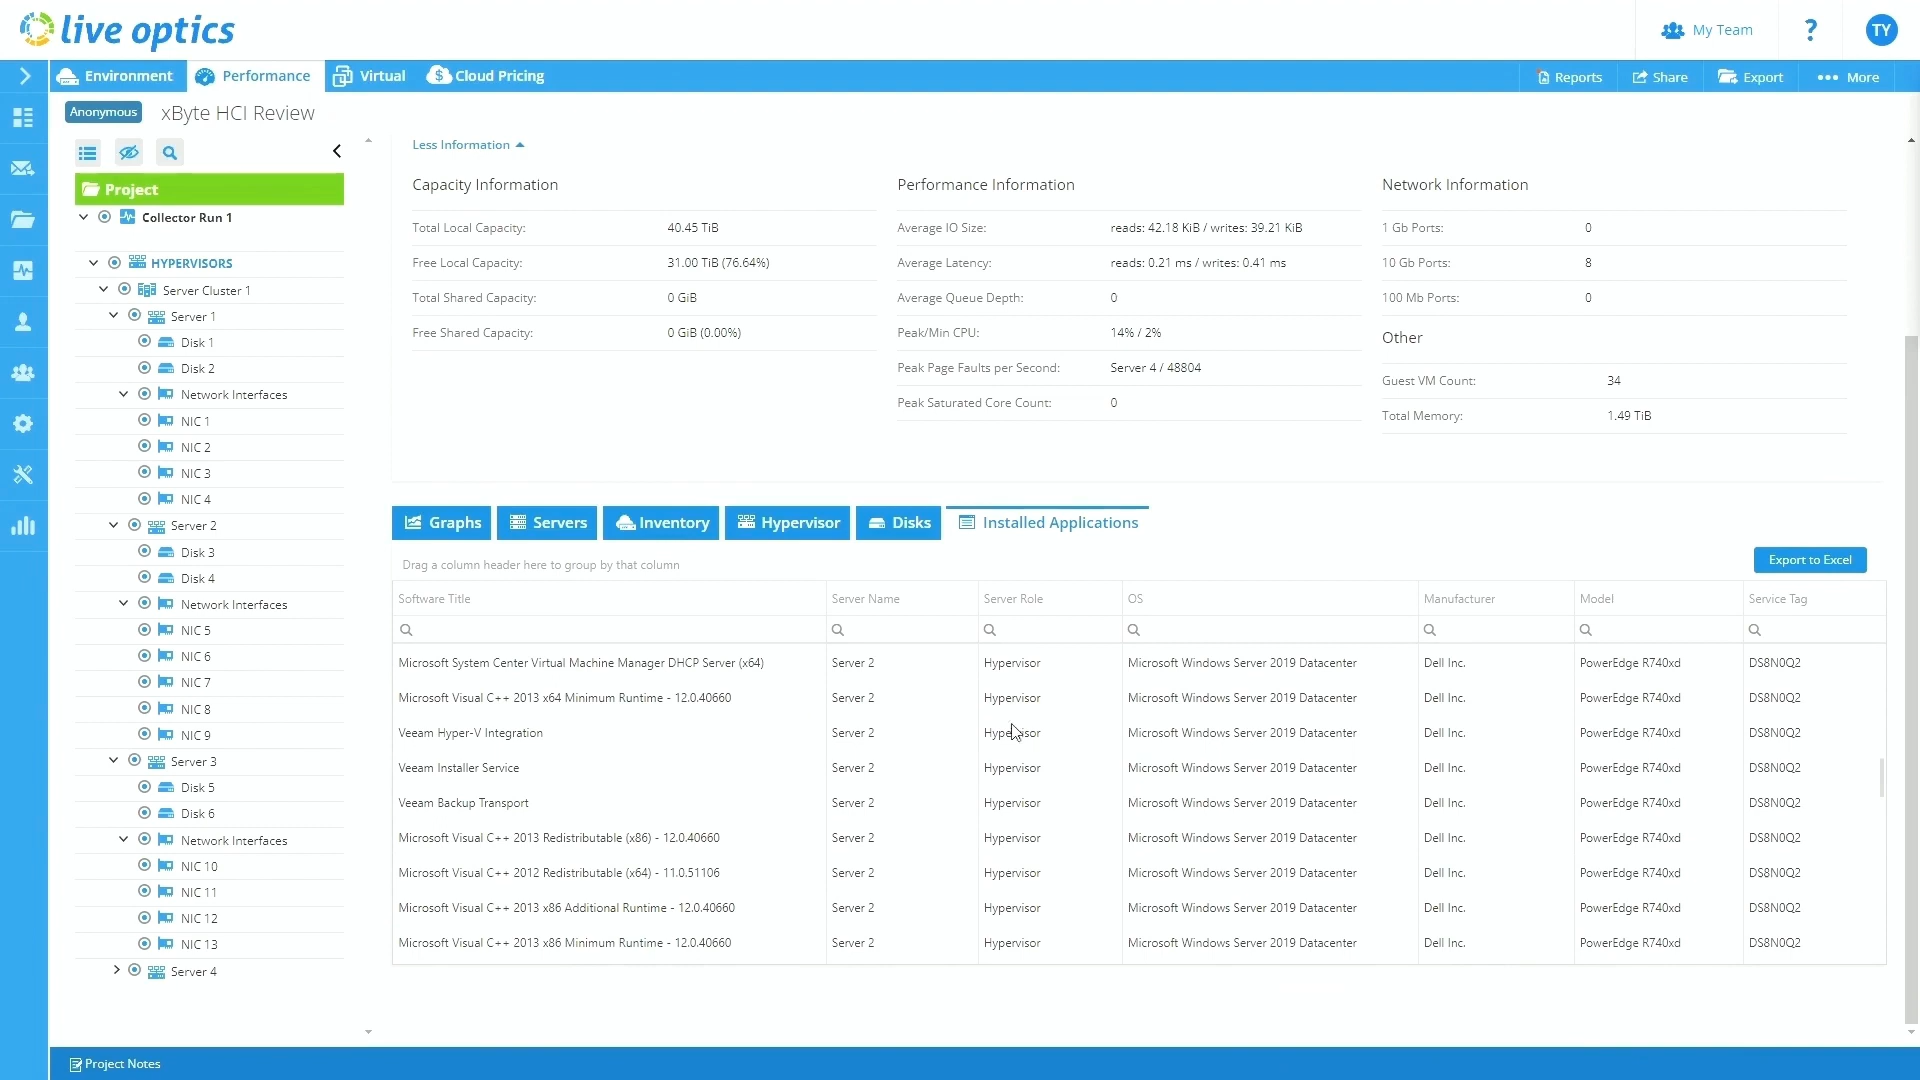 live optics
My Team
?
TY
Environment
Performance
Virtual
Cloud Pricing
Reports
Share
Export
More
Anonymous
xByte HCI Review
Project
Collector Run 1
HYPERVISORS
Server Cluster 1
Server 1
Disk 1
Disk 2
Network Interfaces
NIC 1
NIC 2
NIC 3
NIC 4
Server 2
Disk 3
Disk 4
Network Interfaces
NIC 5
NIC 6
NIC 7
NIC 8
NIC 9
Server 3
Disk 5
Disk 6
Network Interfaces
NIC 10
NIC 11
NIC 12
NIC 13
Server 4
Less Information
Capacity Information
Total Local Capacity: 40.45 TiB
Free Local Capacity: 31.00 TiB (76.64%)
Total Shared Capacity: 0 GiB
Free Shared Capacity: 0 GiB (0.00%)
Performance Information
Average IO Size: reads: 42.18 KiB / writes: 39.21 KiB
Average Latency: reads: 0.21 ms / writes: 0.41 ms
Average Queue Depth: 0
Peak/Min CPU: 14% / 2%
Peak Page Faults per Second: Server 4 / 48804
Peak Saturated Core Count: 0
Network Information
1 Gb Ports: 0
10 Gb Ports: 8
100 Mb Ports: 0
Other
Guest VM Count: 34
Total Memory: 1.49 TiB
Graphs
Servers
Inventory
Hypervisor
Disks
Installed Applications
Drag a column header here to group by that column
Export to Excel
Software Title Server Name Server Role OS Manufacturer Model Service Tag
Microsoft System Center Virtual Machine Manager DHCP Server (x64) Server 2 Hypervisor Microsoft Windows Server 2019 Datacenter Dell Inc. PowerEdge R740xd DS8N0Q2
Microsoft Visual C++ 2013 x64 Minimum Runtime - 12.0.40660 Server 2 Hypervisor Microsoft Windows Server 2019 Datacenter Dell Inc. PowerEdge R740xd DS8N0Q2
Veeam Hyper-V Integration Server 2 Hypervisor Microsoft Windows Server 2019 Datacenter Dell Inc. PowerEdge R740xd DS8N0Q2
Veeam Installer Service Server 2 Hypervisor Microsoft Windows Server 2019 Datacenter Dell Inc. PowerEdge R740xd DS8N0Q2
Veeam Backup Transport Server 2 Hypervisor Microsoft Windows Server 2019 Datacenter Dell Inc. PowerEdge R740xd DS8N0Q2
Microsoft Visual C++ 2013 Redistributable (x86) - 12.0.40660 Server 2 Hypervisor Microsoft Windows Server 2019 Datacenter Dell Inc. PowerEdge R740xd DS8N0Q2
Microsoft Visual C++ 2012 Redistributable (x64) - 11.0.51106 Server 2 Hypervisor Microsoft Windows Server 2019 Datacenter Dell Inc. PowerEdge R740xd DS8N0Q2
Microsoft Visual C++ 2013 x86 Additional Runtime - 12.0.40660 Server 2 Hypervisor Microsoft Windows Server 2019 Datacenter Dell Inc. PowerEdge R740xd DS8N0Q2
Microsoft Visual C++ 2013 x86 Minimum Runtime - 12.0.40660 Server 2 Hypervisor Microsoft Windows Server 2019 Datacenter Dell Inc. PowerEdge R740xd DS8N0Q2
Project Notes